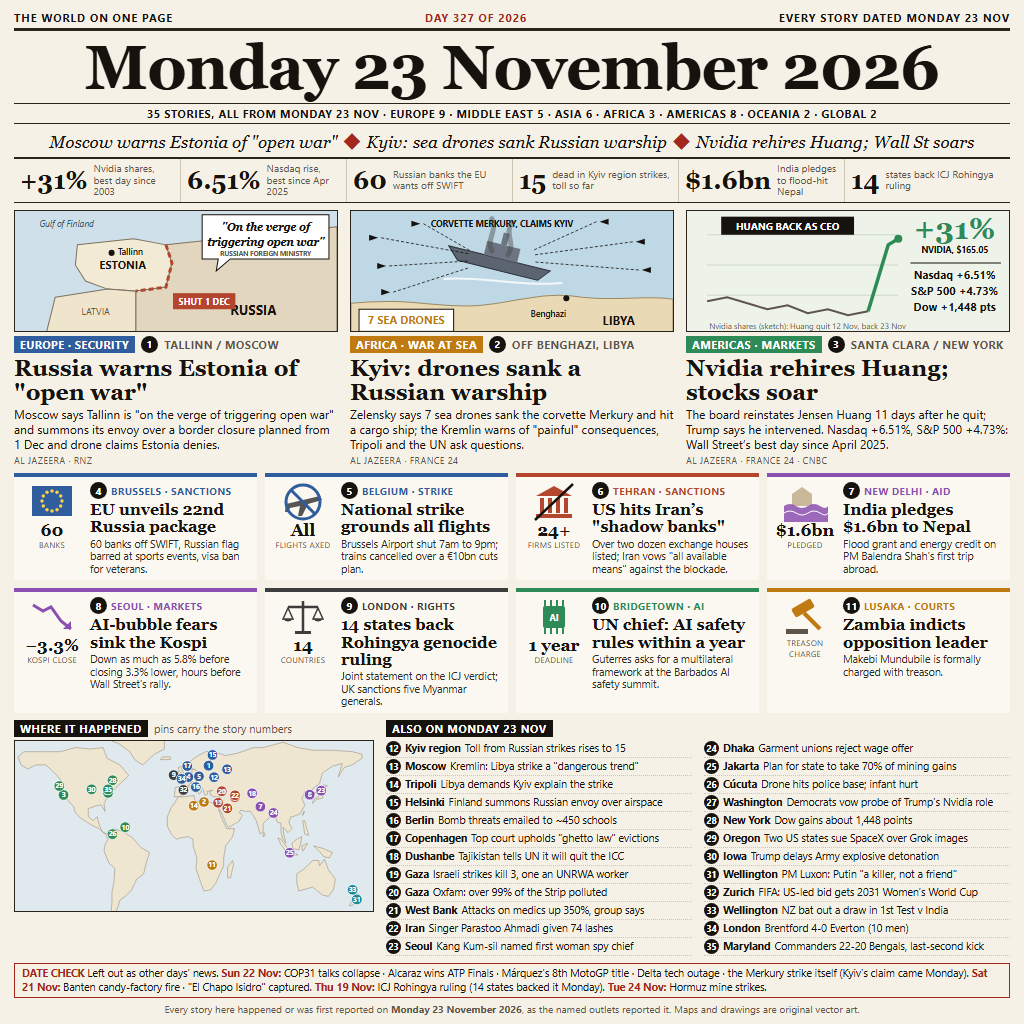 THE WORLD ON ONE PAGE
DAY 327 OF 2026
EVERY STORY DATED MONDAY 23 NOV
Monday 23 November 2026
35 STORIES, ALL FROM MONDAY 23 NOV · EUROPE 9 · MIDDLE EAST 5 · ASIA 6 · AFRICA 3 · AMERICAS 8 · OCEANIA 2 · GLOBAL 2
Moscow warns Estonia of "open war" ◆ Kyiv: sea drones sank Russian warship ◆ Nvidia rehires Huang; Wall St soars
+31%
Nvidia shares,
best day since
2003
6.51%
Nasdaq rise,
best since Apr
2025
60
Russian banks the EU
wants off SWIFT
15
dead in Kyiv region strikes,
toll so far
$1.6bn
India pledges
to flood-hit
Nepal
14
states back ICJ Rohingya
ruling
Gulf of Finland
Tallinn
ESTONIA
LATVIA
RUSSIA
SHUT 1 DEC
"On the verge of
triggering open war"
RUSSIAN FOREIGN MINISTRY
CORVETTE MERKURY, CLAIMS KYIV
7 SEA DRONES
Benghazi
LIBYA
HUANG BACK AS CEO
+31%
NVIDIA, $165.05
Nasdaq +6.51%
S&P 500 +4.73%
Dow +1,448 pts
Nvidia shares (sketch): Huang quit 12 Nov, back 23 Nov
EUROPE · SECURITY
1
TALLINN / MOSCOW
Russia warns Estonia of
"open war"
Moscow says Tallinn is "on the verge of triggering open war"
and summons its envoy over a border closure planned from
1 Dec and drone claims Estonia denies.
AL JAZEERA · RNZ
AFRICA · WAR AT SEA
2
OFF BENGHAZI, LIBYA
Kyiv: drones sank a
Russian warship
Zelensky says 7 sea drones sank the corvette Merkury and hit
a cargo ship; the Kremlin warns of "painful" consequences,
Tripoli and the UN ask questions.
AL JAZEERA · FRANCE 24
AMERICAS · MARKETS
3
SANTA CLARA / NEW YORK
Nvidia rehires Huang;
stocks soar
The board reinstates Jensen Huang 11 days after he quit;
Trump says he intervened. Nasdaq +6.51%, S&P 500 +4.73%:
Wall Street's best day since April 2025.
AL JAZEERA · FRANCE 24 · CNBC
60
BANKS
4 BRUSSELS · SANCTIONS
EU unveils 22nd
Russia package
60 banks off SWIFT, Russian flag
barred at sports events, visa ban
for veterans.
All
FLIGHTS AXED
5 BELGIUM · STRIKE
National strike
grounds all flights
Brussels Airport shut 7am to 9pm;
trains cancelled over a €10bn cuts
plan.
24+
FIRMS LISTED
6 TEHRAN · SANCTIONS
US hits Iran's
"shadow banks"
Over two dozen exchange houses
listed; Iran vows "all available
means" against the blockade.
$1.6bn
PLEDGED
7 NEW DELHI · AID
India pledges
$1.6bn to Nepal
Flood grant and energy credit on
PM Balendra Shah's first trip
abroad.
−3.3%
KOSPI CLOSE
8 SEOUL · MARKETS
AI-bubble fears
sink the Kospi
Down as much as 5.8% before
closing 3.3% lower, hours before
Wall Street's rally.
14
COUNTRIES
9 LONDON · RIGHTS
14 states back
Rohingya genocide
ruling
Joint statement on the ICJ verdict;
UK sanctions five Myanmar
generals.
AI
1 year
DEADLINE
10 BRIDGETOWN · AI
UN chief: AI safety
rules within a year
Guterres asks for a multilateral
framework at the Barbados AI
safety summit.
TREASON
CHARGE
11 LUSAKA · COURTS
Zambia indicts
opposition leader
Makebi Mundubile is formally
charged with treason.
WHERE IT HAPPENED
pins carry the story numbers
ALSO ON MONDAY 23 NOV
12 Kyiv region Toll from Russian strikes rises to 15
13 Moscow Kremlin: Libya strike a "dangerous trend"
14 Tripoli Libya demands Kyiv explain the strike
15 Helsinki Finland summons Russian envoy over airspace
16 Berlin Bomb threats emailed to ~450 schools
17 Copenhagen Top court upholds "ghetto law" evictions
18 Dushanbe Tajikistan tells UN it will quit the ICC
19 Gaza Israeli strikes kill 3, one an UNRWA worker
20 Gaza Oxfam: over 99% of the Strip polluted
21 West Bank Attacks on medics up 350%, group says
22 Iran Singer Parastoo Ahmadi given 74 lashes
23 Seoul Kang Kum-sil named first woman spy chief
24 Dhaka Garment unions reject wage offer
25 Jakarta Plan for state to take 70% of mining gains
26 Cúcuta Drone hits police base; infant hurt
27 Washington Democrats vow probe of Trump's Nvidia role
28 New York Dow gains about 1,448 points
29 Oregon Two US states sue SpaceX over Grok images
30 Iowa Trump delays Army explosive detonation
31 Wellington PM Luxon: Putin "a killer, not a friend"
32 Zurich FIFA: US-led bid gets 2031 Women's World Cup
33 Wellington NZ bat out a draw in 1st Test v India
34 London Brentford 4-0 Everton (10 men)
35 Maryland Commanders 22-20 Bengals, last-second kick
DATE CHECK Left out as other days' news. Sun 22 Nov: COP31 talks collapse · Alcaraz wins ATP Finals · Márquez's 8th MotoGP title · Delta tech outage · the Merkury strike itself (Kyiv's claim came Monday). Sat
21 Nov: Banten candy-factory fire · "El Chapo Isidro" captured. Thu 19 Nov: ICJ Rohingya ruling (14 states backed it Monday). Tue 24 Nov: Hormuz mine strikes.
Every story here happened or was first reported on Monday 23 November 2026, as the named outlets reported it. Maps and drawings are original vector art.